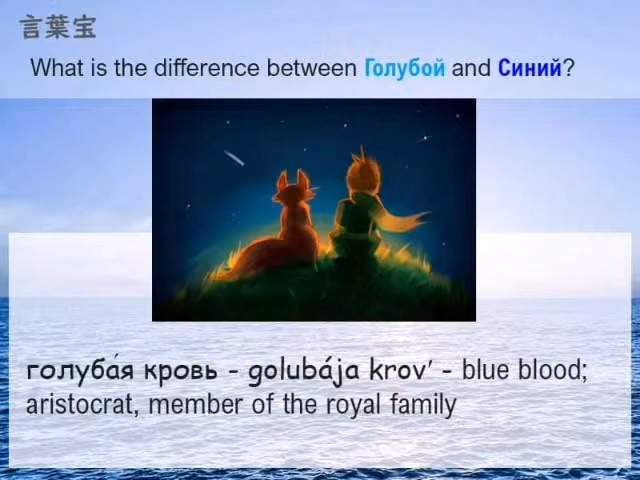 言葉宝
What is the difference between Голубой and Синий?
голуба́я кровь - golubája krov′ - blue blood;
aristocrat, member of the royal family